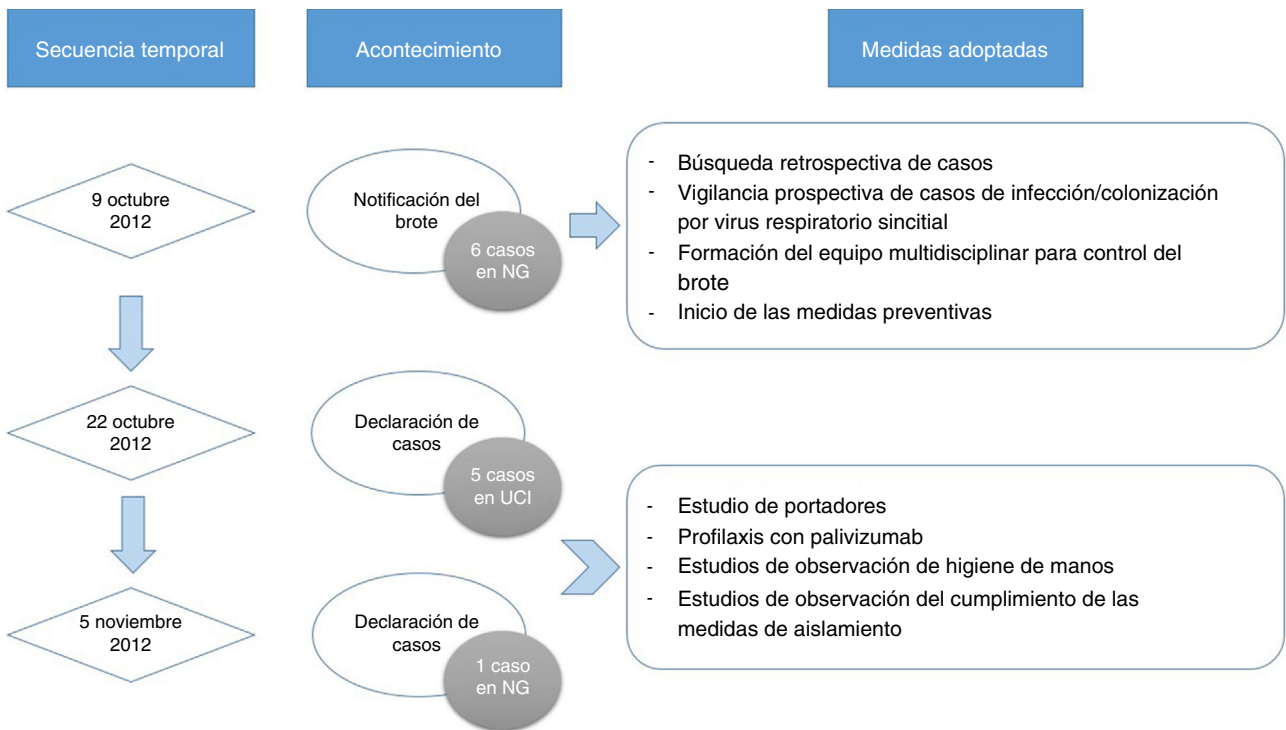 Secuencia temporal
Acontecimiento
Medidas adoptadas
9 octubre
2012
Notificación del
brote
6 casos
en NG
- Búsqueda retrospectiva de casos
- Vigilancia prospectiva de casos de infección/colonización
por virus respiratorio sincitial
- Formación del equipo multidisciplinar para control del
brote
- Inicio de las medidas preventivas
22 octubre
2012
Declaración de
casos
5 casos
en UCI
5 noviembre
2012
Declaración de
casos
1 caso
en NG
- Estudio de portadores
- Profilaxis con palivizumab
- Estudios de observación de higiene de manos
- Estudios de observación del cumplimiento de las
medidas de aislamiento